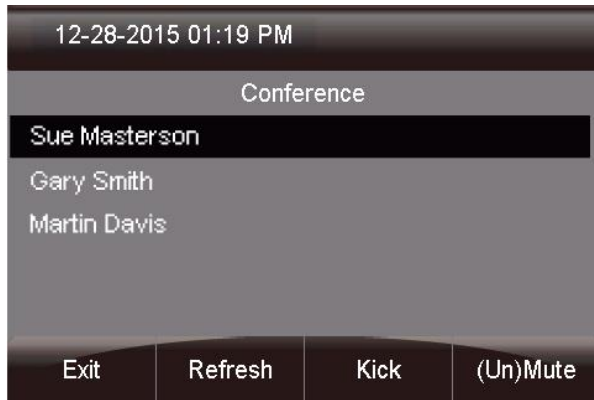 12-28-2015 01:19 PM
Conference
Sue Masterson
Gary Smith
Martin Davis
Exit Refresh Kick (Un)Mute